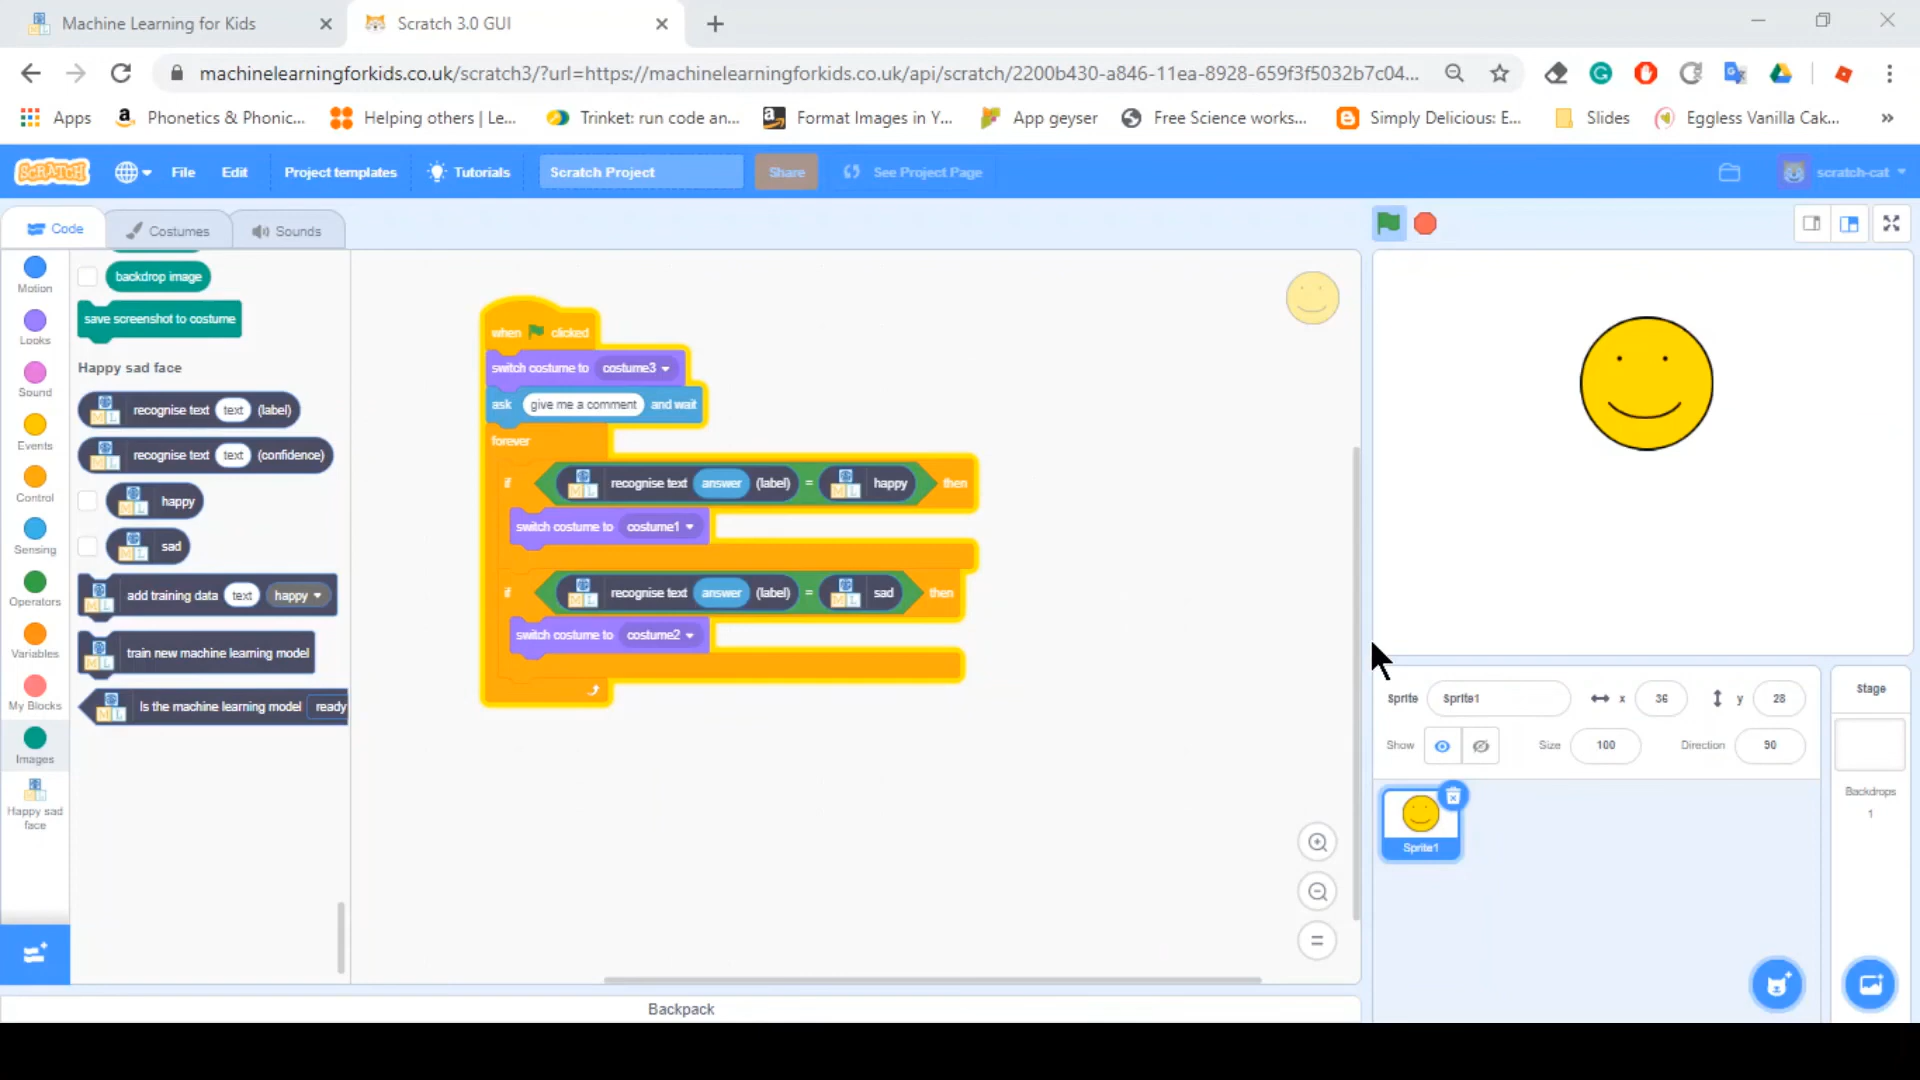 Machine Learning for Kids
Scratch 3.0 GUI
machinelearningforkids.co.uk/scratch3/?url=https://machinelearningforkids.co.uk/api/scratch/2200b430-a846-11ea-8928-659f3f5032b7c04...
Apps
Phonetics & Phonic...
Helping others | Le...
Trinket: run code an...
Format Images in Y...
App geyser
Free Science works...
Simply Delicious: E...
Slides
Eggless Vanilla Cak...
»
SCRATCH
File
Edit
Project templates
Tutorials
Scratch Project
Share
See Project Page
scratch-cat
Code
Costumes
Sounds
Motion
Looks
Sound
Events
Control
Sensing
Operators
Variables
My Blocks
Images
Happy sad
face
backdrop image
save screenshot to costume
Happy sad face
recognise text text (label)
recognise text text (confidence)
happy
sad
add training data text happy
train new machine learning model
Is the machine learning model ready
when clicked
switch costume to costume3
ask give me a comment and wait
forever
if recognise text answer (label) = happy then
switch costume to costume1
if recognise text answer (label) = sad then
switch costume to costume2
Sprite Sprite1 x 36 y 28
Show Size 100 Direction 90
Sprite1
Stage
Backdrops
1
Backpack